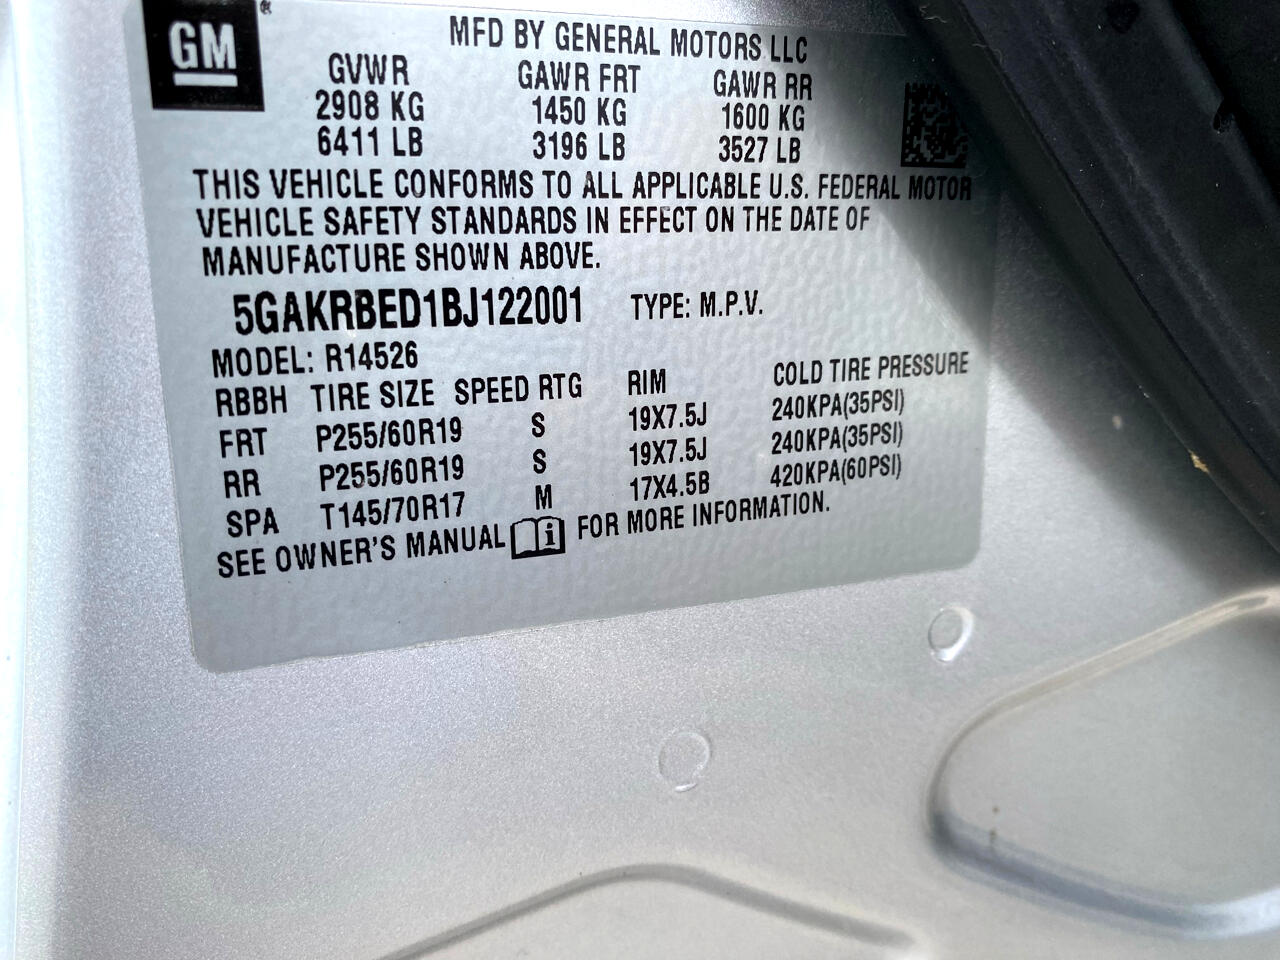 GM®
MFD BY GENERAL MOTORS LLC
GVWR GAWR FRT GAWR RR
2908 KG 1450 KG 1600 KG
6411 LB 3196 LB 3527 LB
THIS VEHICLE CONFORMS TO ALL APPLICABLE U.S. FEDERAL MOTOR
VEHICLE SAFETY STANDARDS IN EFFECT ON THE DATE OF
MANUFACTURE SHOWN ABOVE.
5GAKRBED1BJ122001 TYPE: M.P.V.
MODEL: R14526
RBBH TIRE SIZE SPEED RTG RIM COLD TIRE PRESSURE
FRT P255/60R19 S 19X7.5J 240KPA(35PSI)
RR P255/60R19 S 19X7.5J 240KPA(35PSI)
SPA T145/70R17 M 17X4.5B 420KPA(60PSI)
SEE OWNER'S MANUAL i FOR MORE INFORMATION.